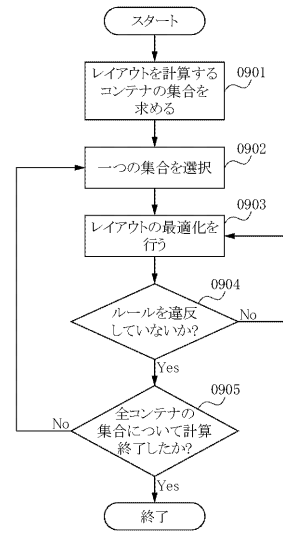 スタート
0901
レイアウトを計算する
コンテナの集合を
求める
0902
一つの集合を選択
0903
レイアウトの最適化を
行う
0904
ルールを違反
していないか?
No
Yes
0905
全コンテナの
集合について計算
終了したか?
No
Yes
終了